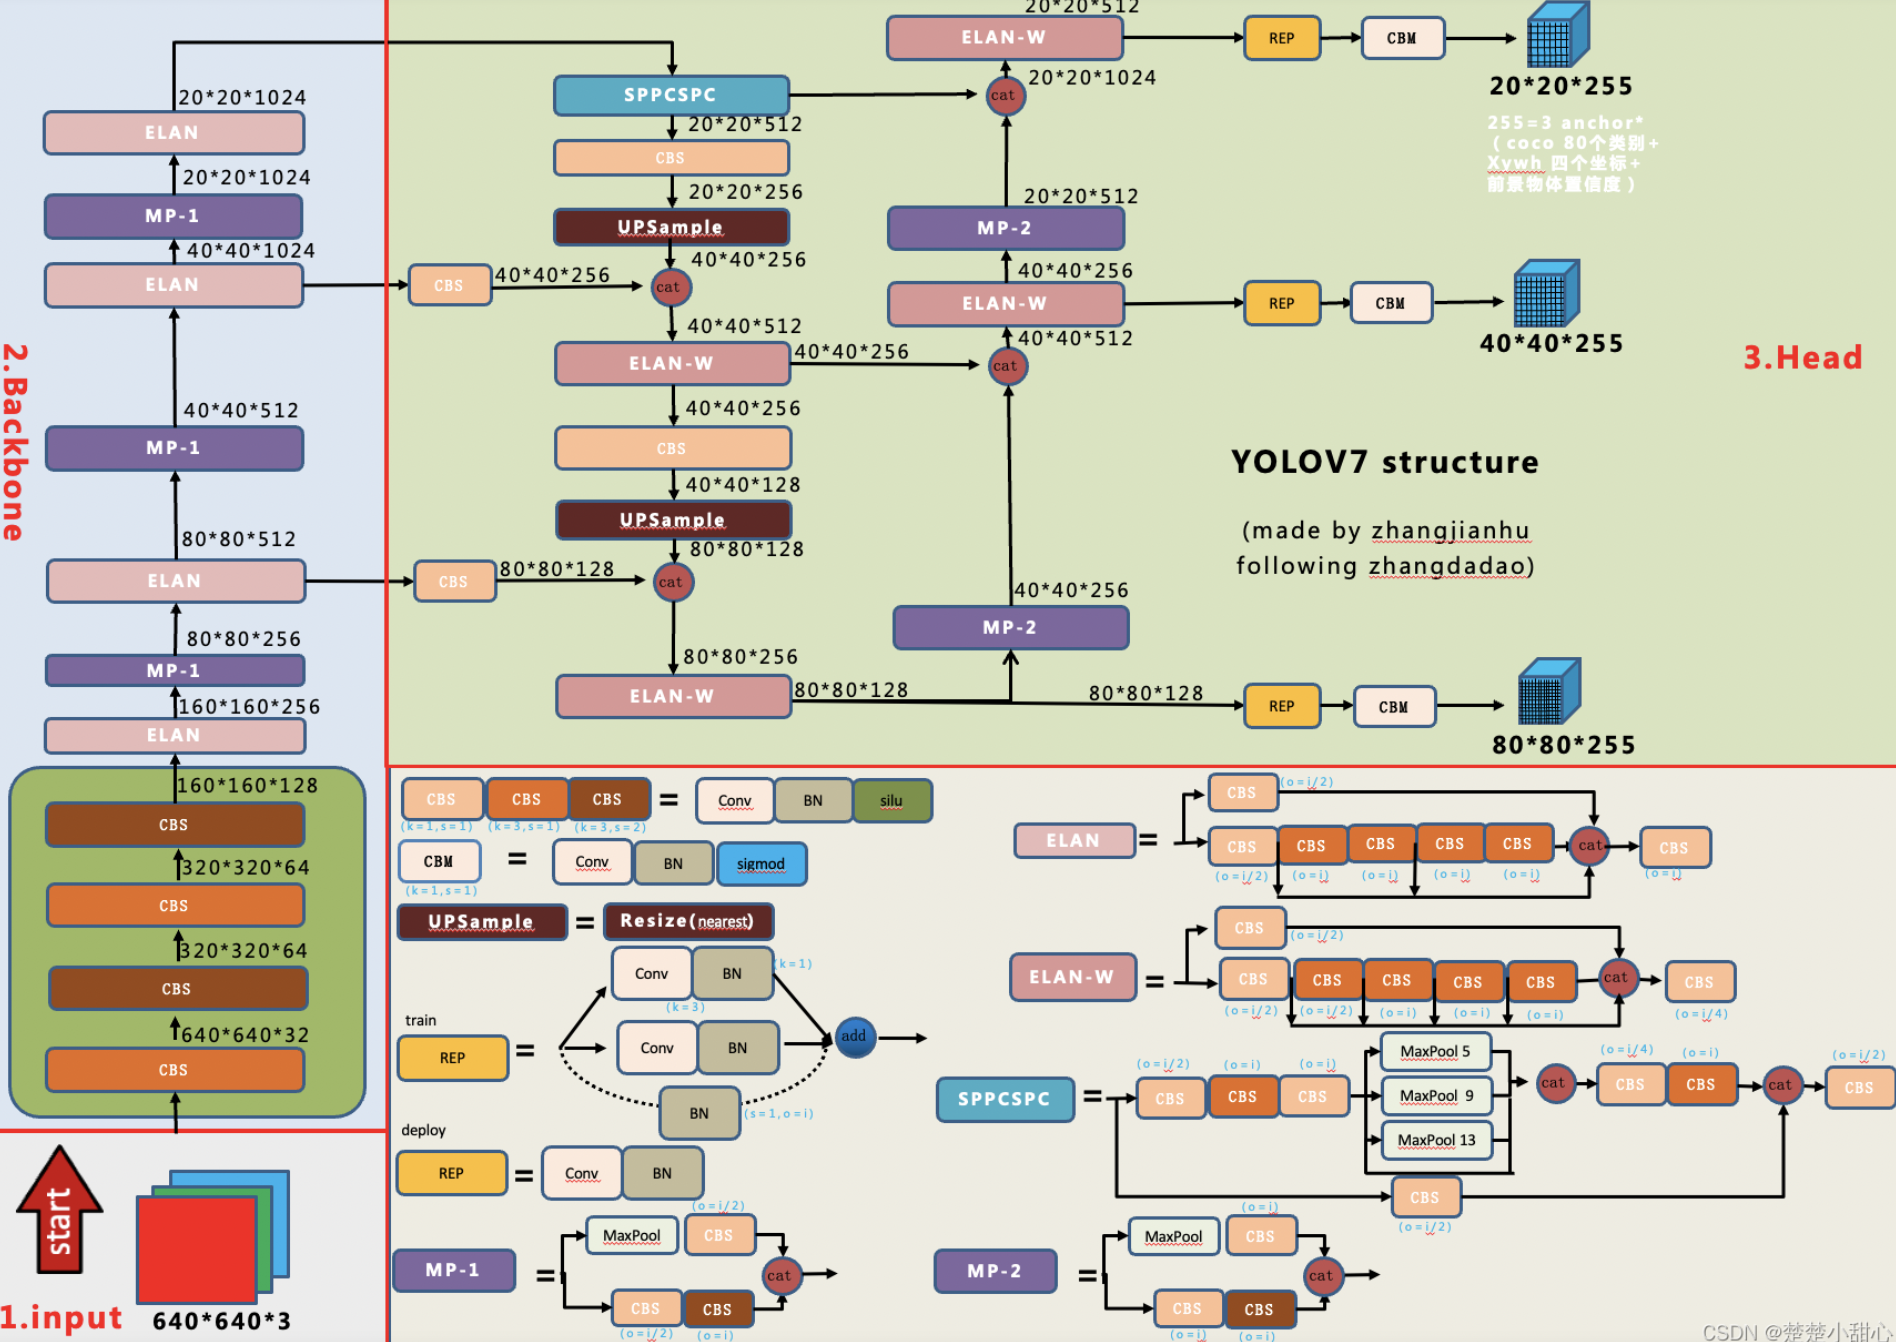 2.Backbone
20*20*1024
ELAN
20*20*1024
MP-1
40*40*1024
ELAN
40*40*512
MP-1
80*80*512
ELAN
80*80*256
MP-1
160*160*256
ELAN
160*160*128
CBS
320*320*64
CBS
320*320*64
CBS
640*640*32
CBS
start
1.input
640*640*3
SPPCSPC
20*20*512
CBS
20*20*256
UPSample
40*40*256
CBS
40*40*256
cat
40*40*512
ELAN-W
40*40*256
40*40*256
CBS
40*40*128
UPSample
80*80*128
CBS
80*80*128
cat
80*80*256
ELAN-W
80*80*128
80*80*128
20*20*512
ELAN-W
20*20*1024
cat
20*20*512
MP-2
40*40*256
ELAN-W
40*40*512
cat
40*40*256
MP-2
REP
CBM
20*20*255
255=3 anchor*
(coco 80个类别+
Xywh 四个坐标+
前景物体置信度)
REP
CBM
40*40*255
3.Head
YOLOV7 structure
(made by zhangjianhu
following zhangdadao)
REP
CBM
80*80*255
CBS CBS CBS = Conv BN silu
(k=1,s=1) (k=3,s=1) (k=3,s=2)
CBM = Conv BN sigmod
(k=1,s=1)
UPSample = Resize(nearest)
Conv BN (k=1)
(k=3)
train
REP = Conv BN add
BN (s=1,o=i)
deploy
REP = Conv BN
(o=i/2)
MaxPool CBS
MP-1 = cat
CBS CBS
(o=i/2) (o=i)
CBS (o=i/2)
ELAN = CBS CBS CBS CBS CBS cat CBS
(o=i/2) (o=i) (o=i) (o=i) (o=i) (o=i)
CBS (o=i/2)
ELAN-W = CBS CBS CBS CBS CBS cat CBS
(o=i/2) (o=i/2) (o=i) (o=i) (o=i) (o=i/4)
MaxPool 5
(o=i/2) (o=i) (o=i) (o=i/4) (o=i) (o=i/2)
SPPCSPC = CBS CBS CBS MaxPool 9 cat CBS CBS cat CBS
MaxPool 13
CBS
(o=i/2)
(o=i)
MaxPool CBS
MP-2 = cat
CBS CBS
(o=i) (o=i)
CSDN @楚楚小甜心